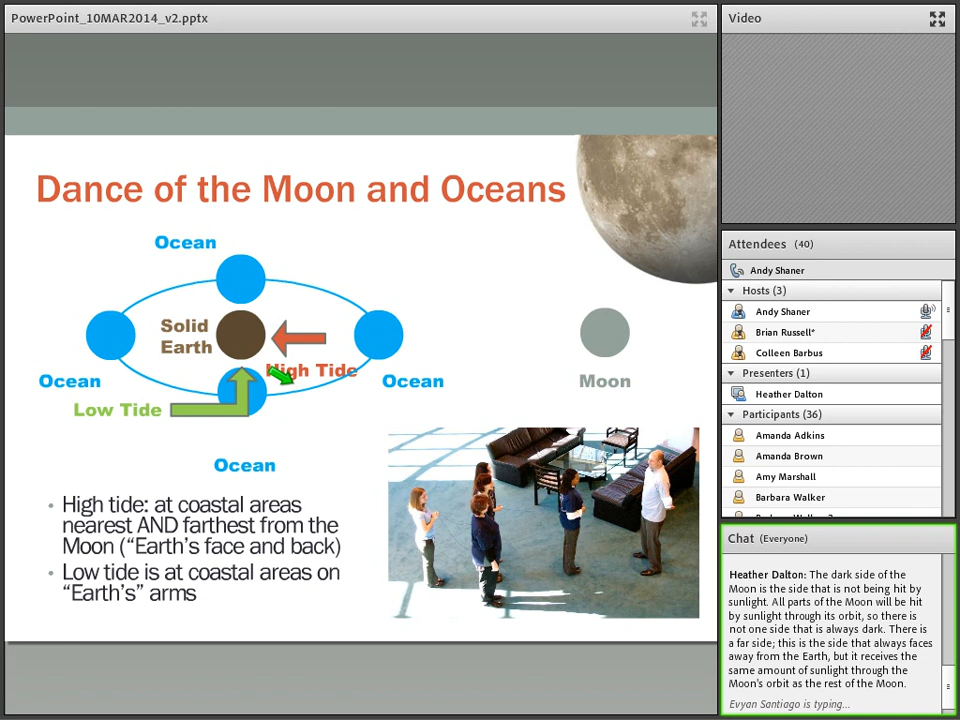 PowerPoint_10MAR2014_v2.pptx
Dance of the Moon and Oceans
Ocean
Solid
Earth
High Tide
Ocean
Ocean
Moon
Low Tide
Ocean
• High tide: at coastal areas
nearest AND farthest from the
Moon (“Earth’s face and back)
• Low tide is at coastal areas on
“Earth’s” arms
Video
Attendees (40)
Andy Shaner
Hosts (3)
Andy Shaner
Brian Russell*
Colleen Barbus
Presenters (1)
Heather Dalton
Participants (36)
Amanda Adkins
Amanda Brown
Amy Marshall
Barbara Walker
Chat (Everyone)
Heather Dalton: The dark side of the
Moon is the side that is not being hit by
sunlight. All parts of the Moon will be hit
by sunlight through its orbit, so there is
not one side that is always dark. There is
a far side; this is the side that always faces
away from the Earth, but it receives the
same amount of sunlight through the
Moon's orbit as the rest of the Moon.
Evyan Santiago is typing...